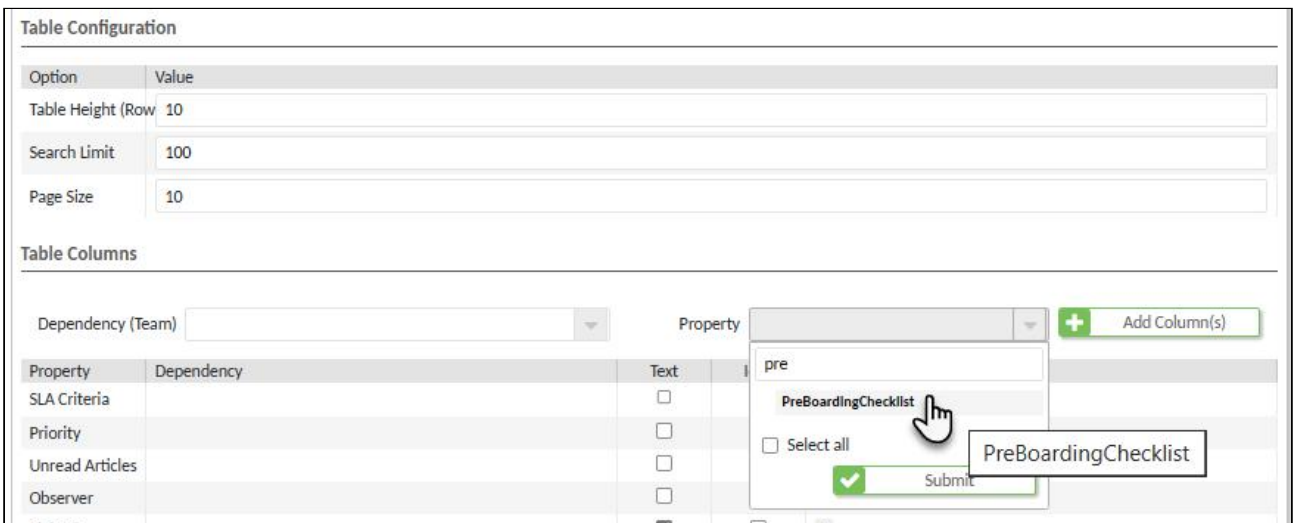 Table Configuration
Option Value
Table Height (Row 10
Search Limit 100
Page Size 10
Table Columns
Dependency (Team) Property Add Column(s)
Property Dependency Text
pre
SLA Criteria
PreBoardingChecklist
Priority
Select all
PreBoardingChecklist
Unread Articles
Submit
Observer